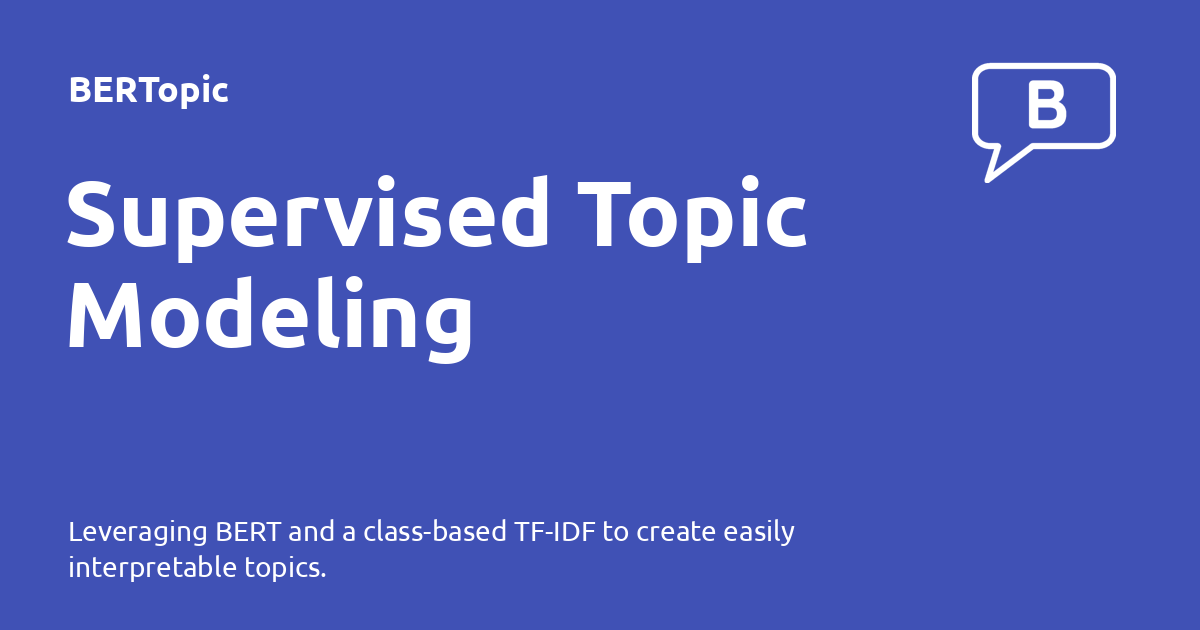 BERTopic
B
Supervised Topic
Modeling
Leveraging BERT and a class-based TF-IDF to create easily
interpretable topics.